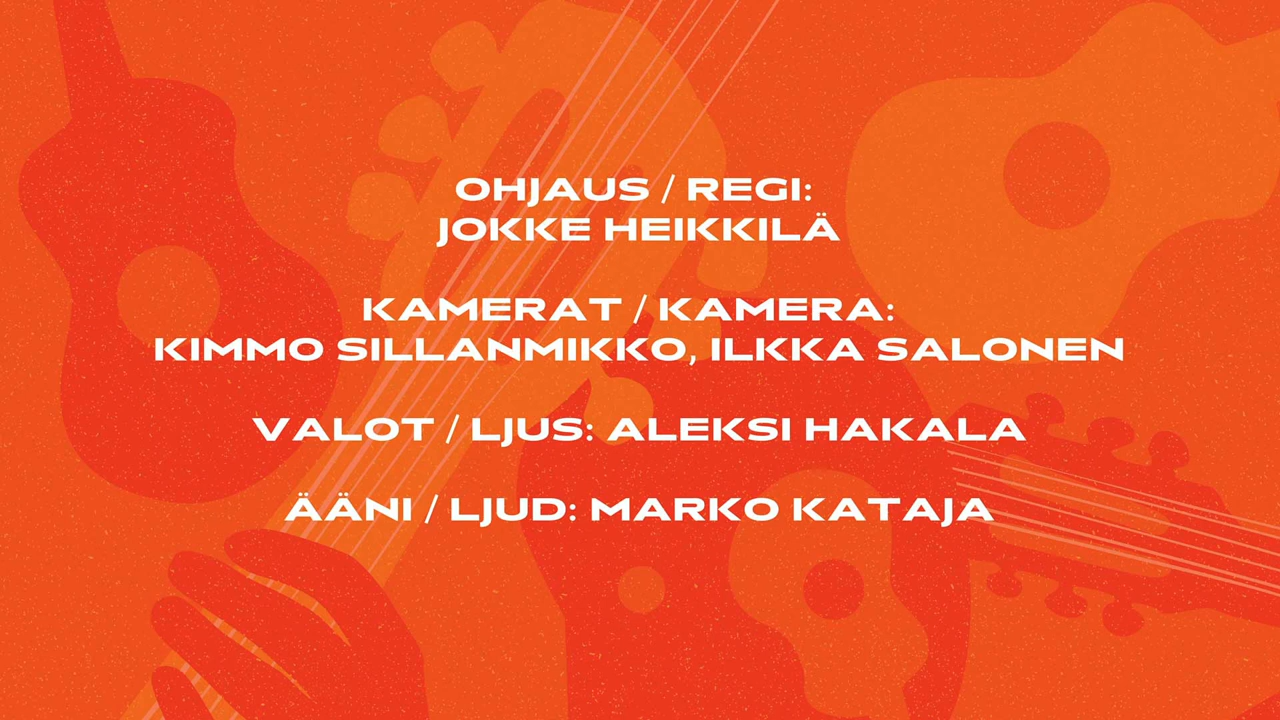 OHJAUS / REGI:
JOKKE HEIKKILÄ
KAMERAT / KAMERA:
KIMMO SILLANMIKKO, ILKKA SALONEN
VALOT / LJUS: ALEKSI HAKALA
ÄÄNI / LJUD: MARKO KATAJA